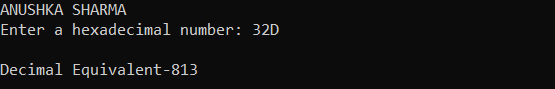 ANUSHKA SHARMA
Enter a hexadecimal number: 32D
Decimal Equivalent-813